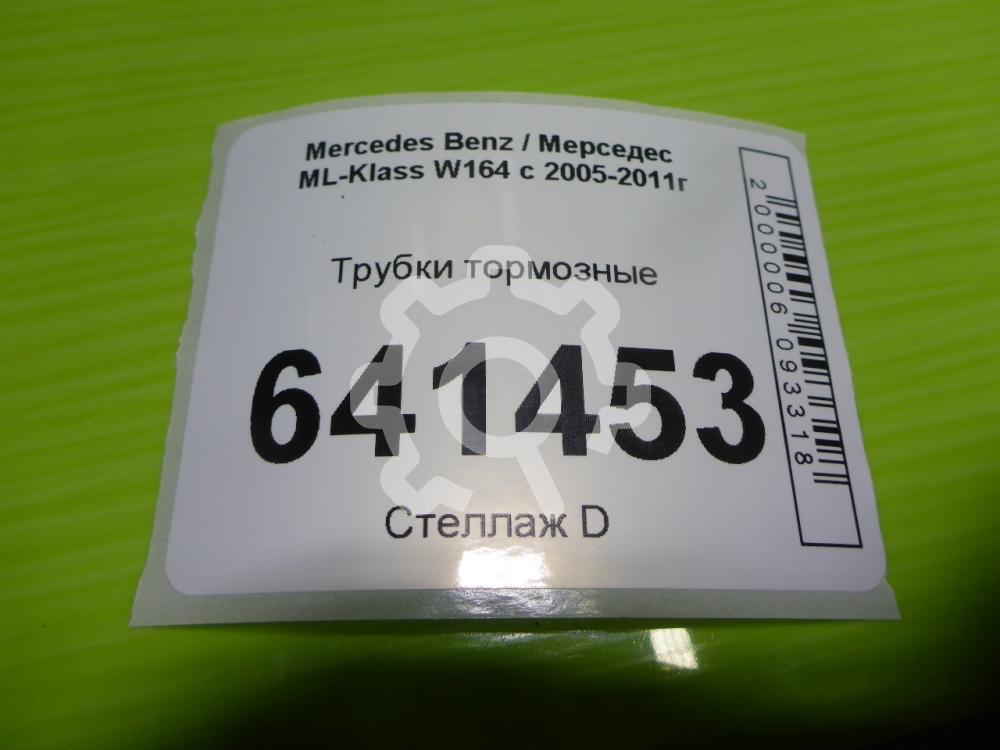 Mercedes Benz / Мерседес
ML-Klass W164 с 2005-2011г
Трубки тормозные
641453
Стеллаж D
2000006093318